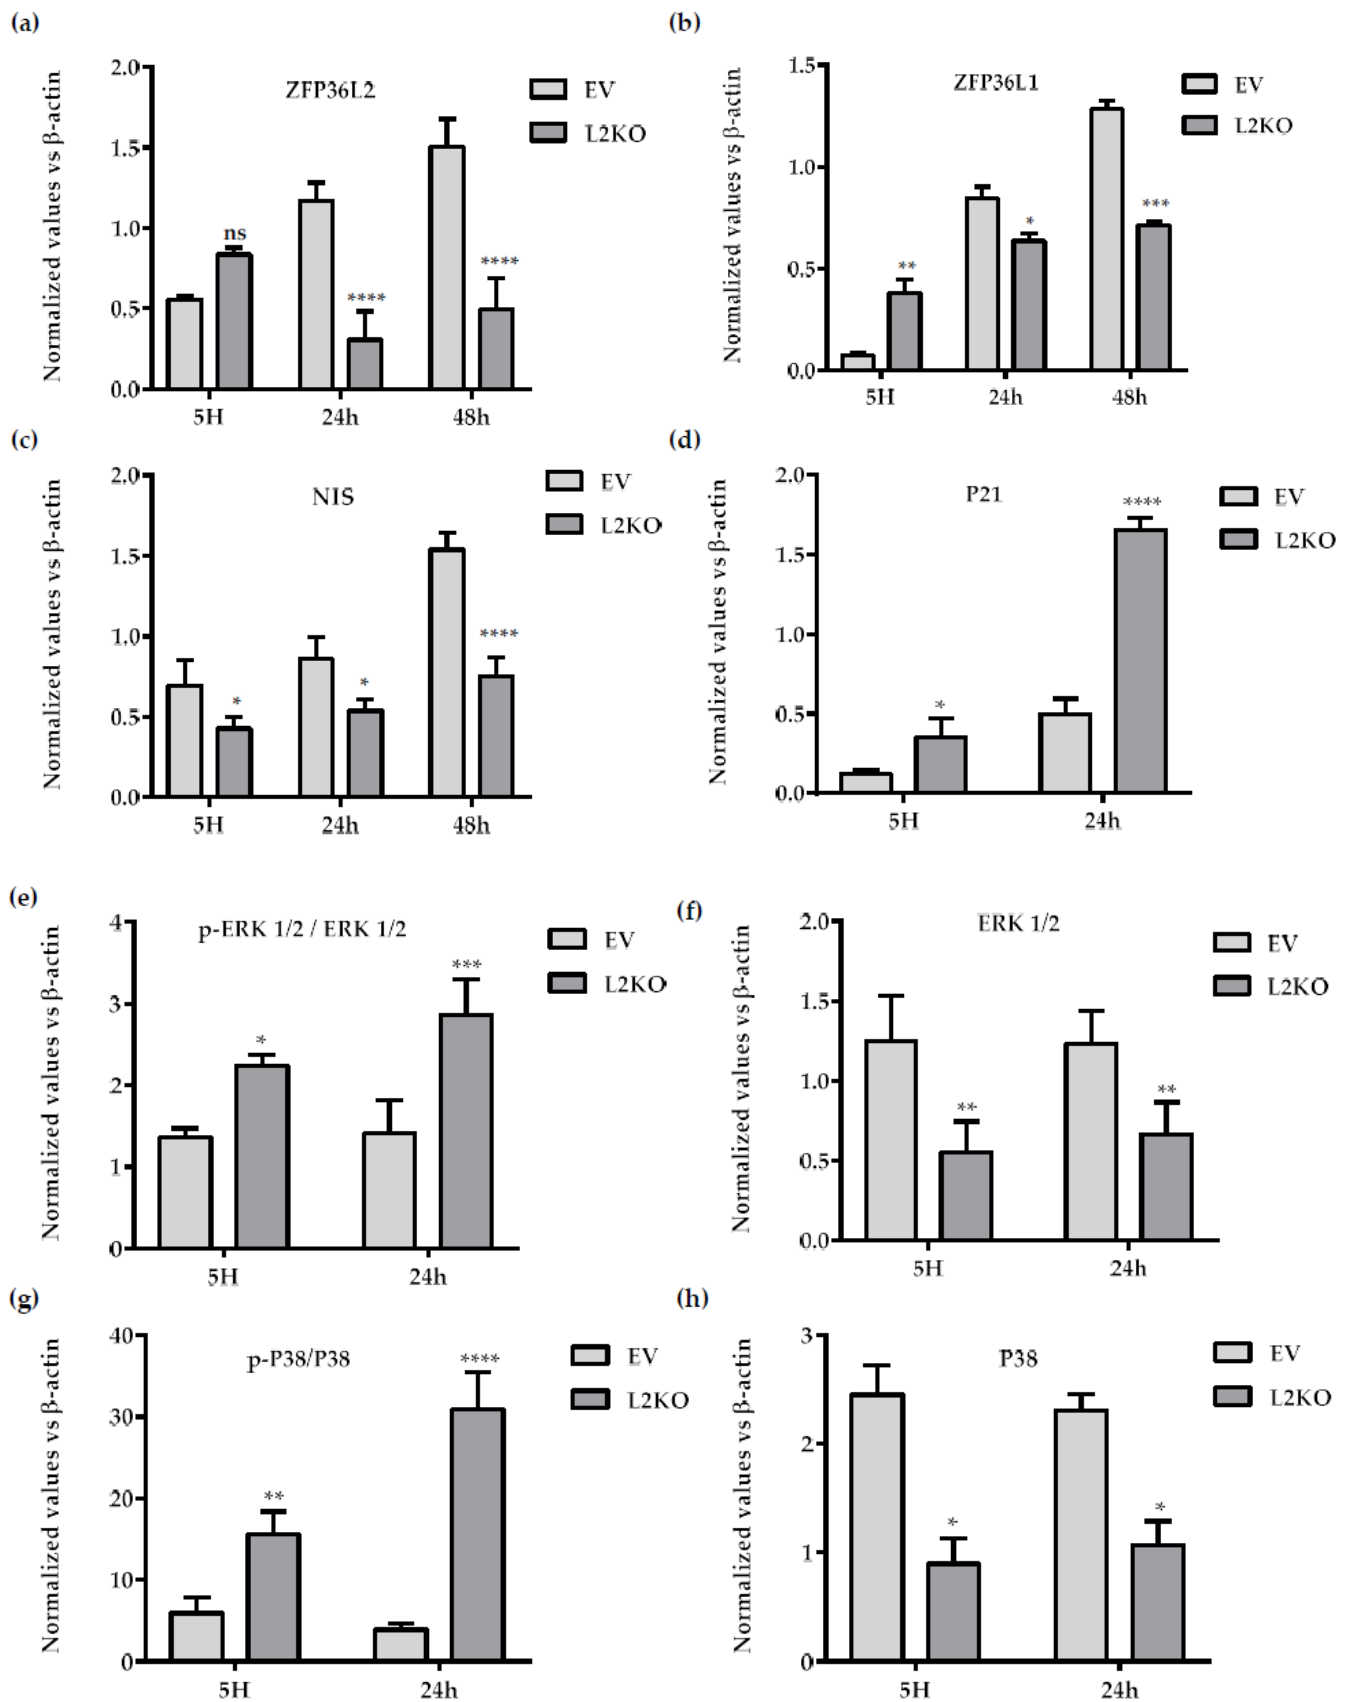 (a)
ZFP36L2
EV
L2KO
Normalized values vs β-actin
2.0
1.5
1.0
0.5
0.0
ns
****
****
5H 24h 48h
(b)
ZFP36L1
EV
L2KO
Normalized values vs β-actin
1.5
1.0
0.5
0.0
**
*
***
5H 24h 48h
(c)
NIS
EV
L2KO
Normalized values vs β-actin
2.0
1.5
1.0
0.5
0.0
*
*
****
5H 24h 48h
(d)
P21
EV
L2KO
Normalized values vs β-actin
2.0
1.5
1.0
0.5
0.0
*
****
5H 24h
(e)
p-ERK 1/2 / ERK 1/2
EV
L2KO
Normalized values vs β-actin
4
3
2
1
0
*
***
5H 24h
(f)
ERK 1/2
EV
L2KO
Normalized values vs β-actin
2.0
1.5
1.0
0.5
0.0
**
**
5H 24h
(g)
p-P38/P38
EV
L2KO
Normalized values vs β-actin
40
30
20
10
0
**
****
5H 24h
(h)
P38
EV
L2KO
Normalized values vs β-actin
3
2
1
0
*
*
5H 24h